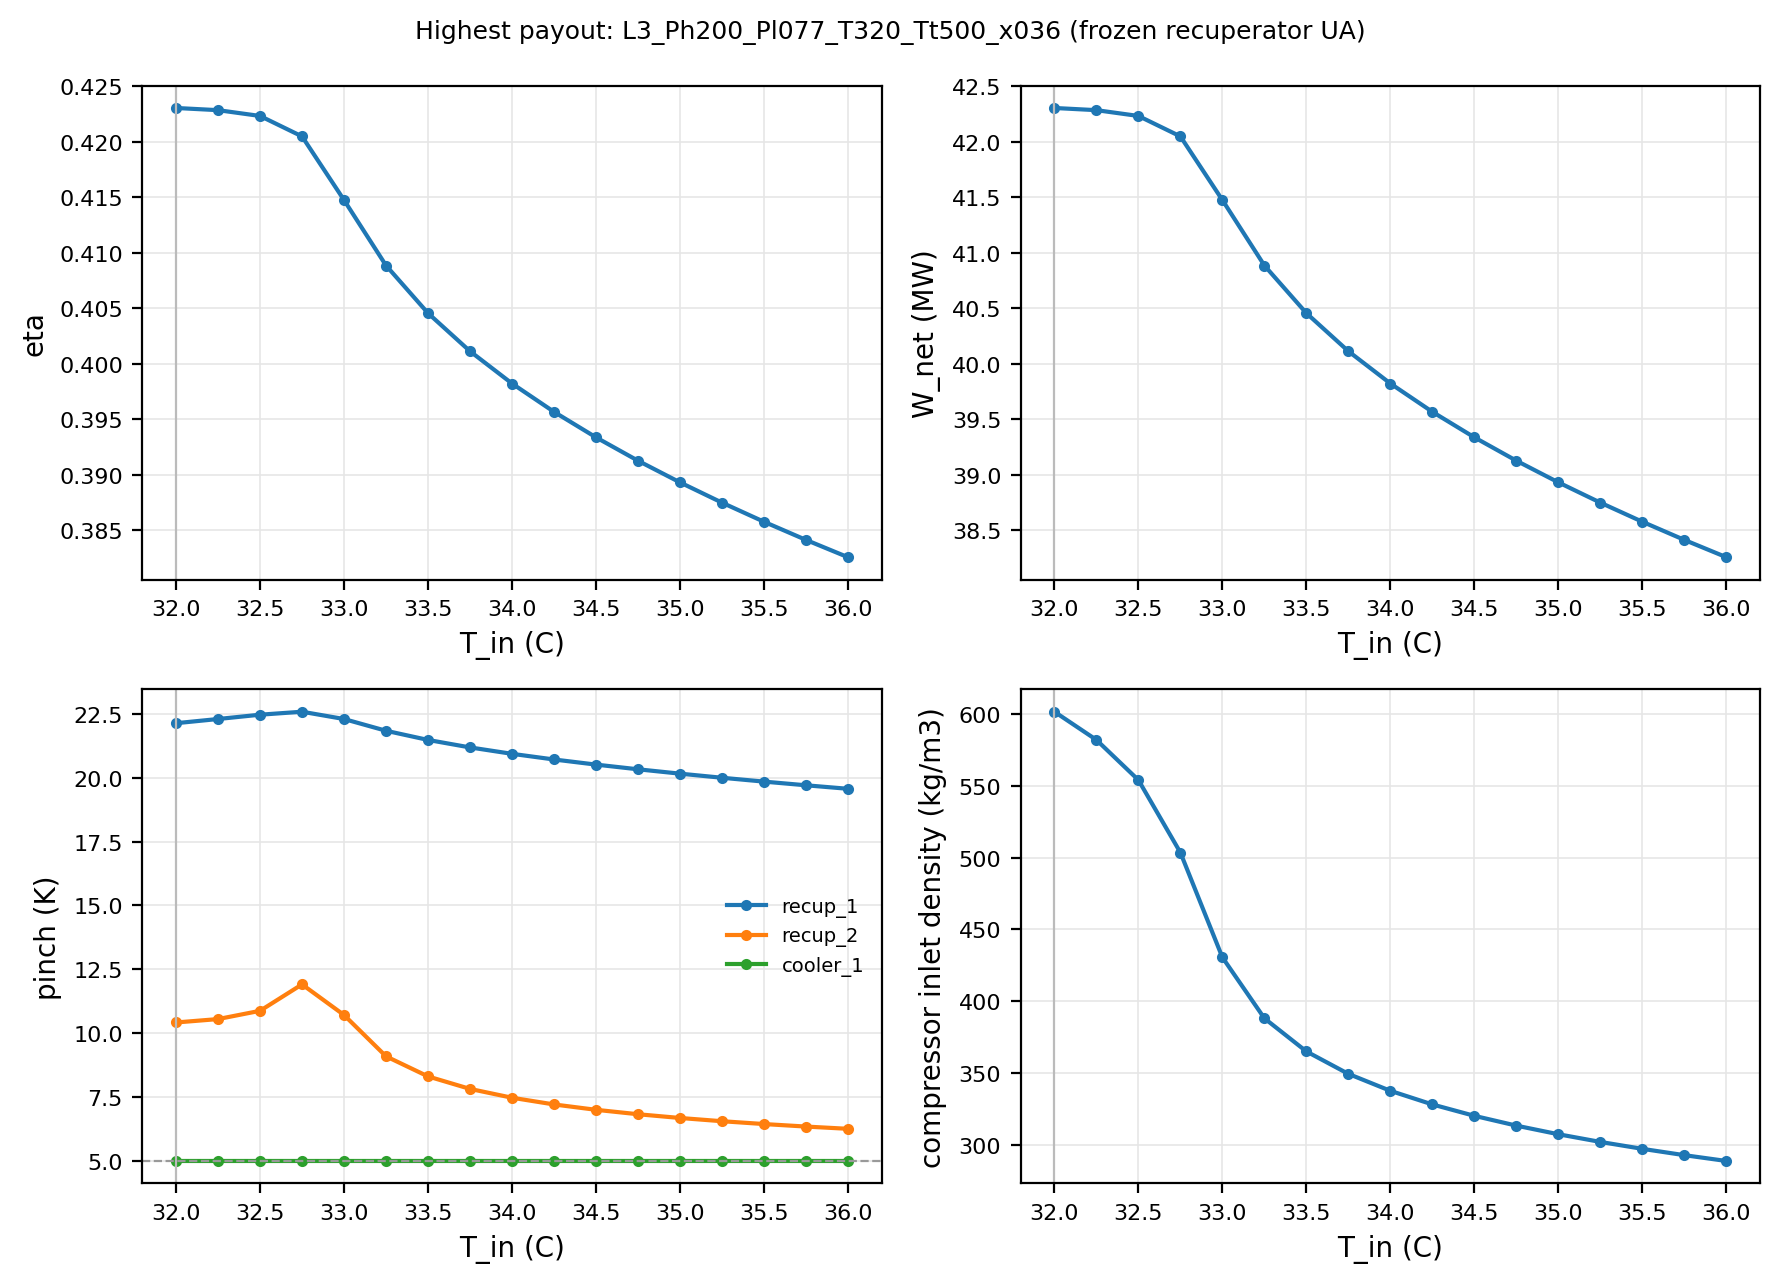 Highest payout: L3_Ph200_Pl077_T320_Tt500_x036 (frozen recuperator UA)
0.425
0.420
0.415
0.410
0.405
0.400
0.395
0.390
0.385
eta
32.0 32.5 33.0 33.5 34.0 34.5 35.0 35.5 36.0
T_in (C)
42.5
42.0
41.5
41.0
40.5
40.0
39.5
39.0
38.5
W_net (MW)
32.0 32.5 33.0 33.5 34.0 34.5 35.0 35.5 36.0
T_in (C)
22.5
20.0
17.5
15.0
12.5
10.0
7.5
5.0
pinch (K)
recup_1
recup_2
cooler_1
32.0 32.5 33.0 33.5 34.0 34.5 35.0 35.5 36.0
T_in (C)
600
550
500
450
400
350
300
compressor inlet density (kg/m3)
32.0 32.5 33.0 33.5 34.0 34.5 35.0 35.5 36.0
T_in (C)